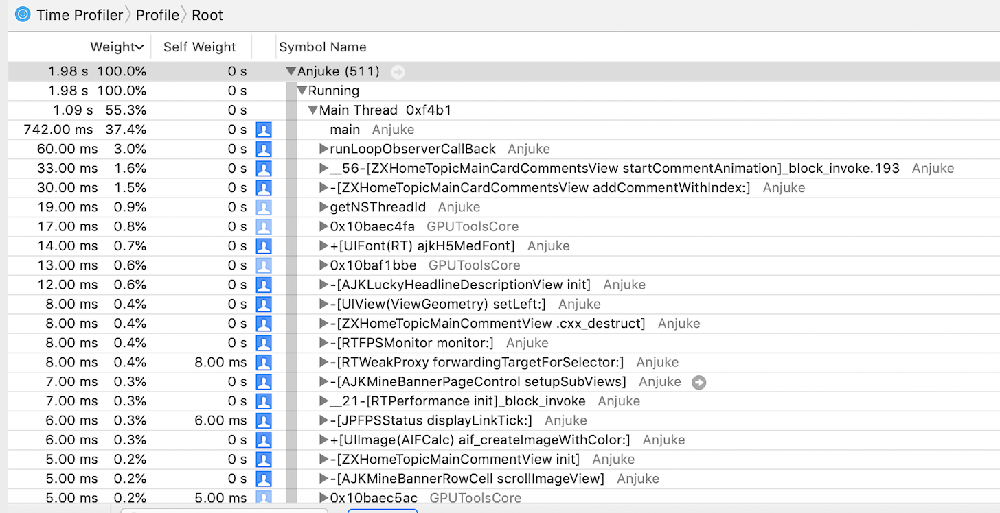 Time Profiler Profile Root
Weight Self Weight Symbol Name
1.98 s 100.0% 0 s Anjuke (511)
1.98 s 100.0% 0 s Running
1.09 s 55.3% 0 s Main Thread 0xf4b1
742.00 ms 37.4% 0 s main Anjuke
60.00 ms 3.0% 0 s runLoopObserverCallBack Anjuke
33.00 ms 1.6% 0 s __56-[ZXHomeTopicMainCardCommentsView startCommentAnimation]_block_invoke.193 Anjuke
30.00 ms 1.5% 0 s -[ZXHomeTopicMainCardCommentsView addCommentWithIndex:] Anjuke
19.00 ms 0.9% 0 s getNSThreadId Anjuke
17.00 ms 0.8% 0 s 0x10baec4fa GPUToolsCore
14.00 ms 0.7% 0 s +[UIFont(RT) ajkH5MedFont] Anjuke
13.00 ms 0.6% 0 s 0x10baf1bbe GPUToolsCore
12.00 ms 0.6% 0 s -[AJKLuckyHeadlineDescriptionView init] Anjuke
8.00 ms 0.4% 0 s -[UIView(ViewGeometry) setLeft:] Anjuke
8.00 ms 0.4% 0 s -[ZXHomeTopicMainCommentView .cxx_destruct] Anjuke
8.00 ms 0.4% 0 s -[RTFPSMonitor monitor:] Anjuke
8.00 ms 0.4% 8.00 ms -[RTWeakProxy forwardingTargetForSelector:] Anjuke
7.00 ms 0.3% 0 s -[AJKMineBannerPageControl setupSubViews] Anjuke
7.00 ms 0.3% 0 s __21-[RTPerformance init]_block_invoke Anjuke
6.00 ms 0.3% 6.00 ms -[JPFPSStatus displayLinkTick:] Anjuke
6.00 ms 0.3% 0 s +[UIImage(AIFCalc) aif_createImageWithColor:] Anjuke
5.00 ms 0.2% 0 s -[ZXHomeTopicMainCommentView init] Anjuke
5.00 ms 0.2% 0 s -[AJKMineBannerRowCell scrollImageView] Anjuke
5.00 ms 0.2% 5.00 ms 0x10baec5ac GPUToolsCore